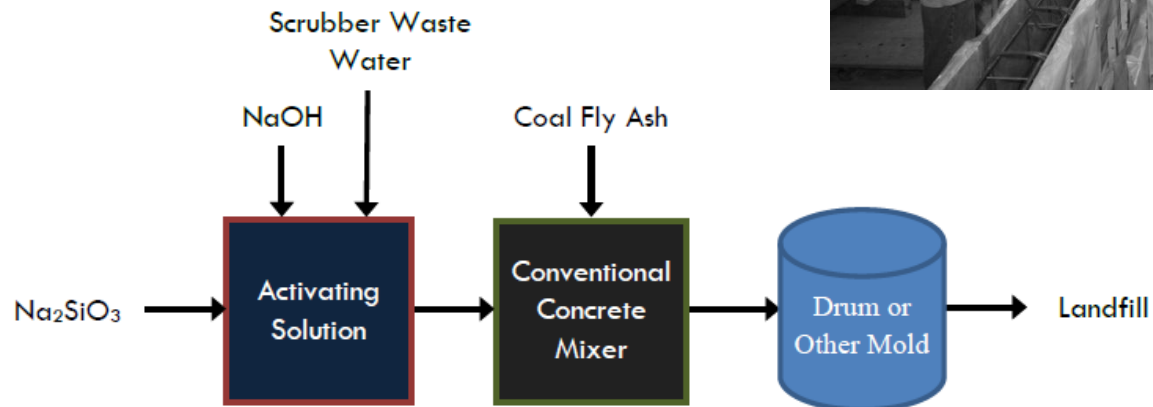 Scrubber Waste
Water
NaOH
Coal Fly Ash
Na₂SiO₃
Activating
Solution
Conventional
Concrete
Mixer
Drum or
Other Mold
Landfill